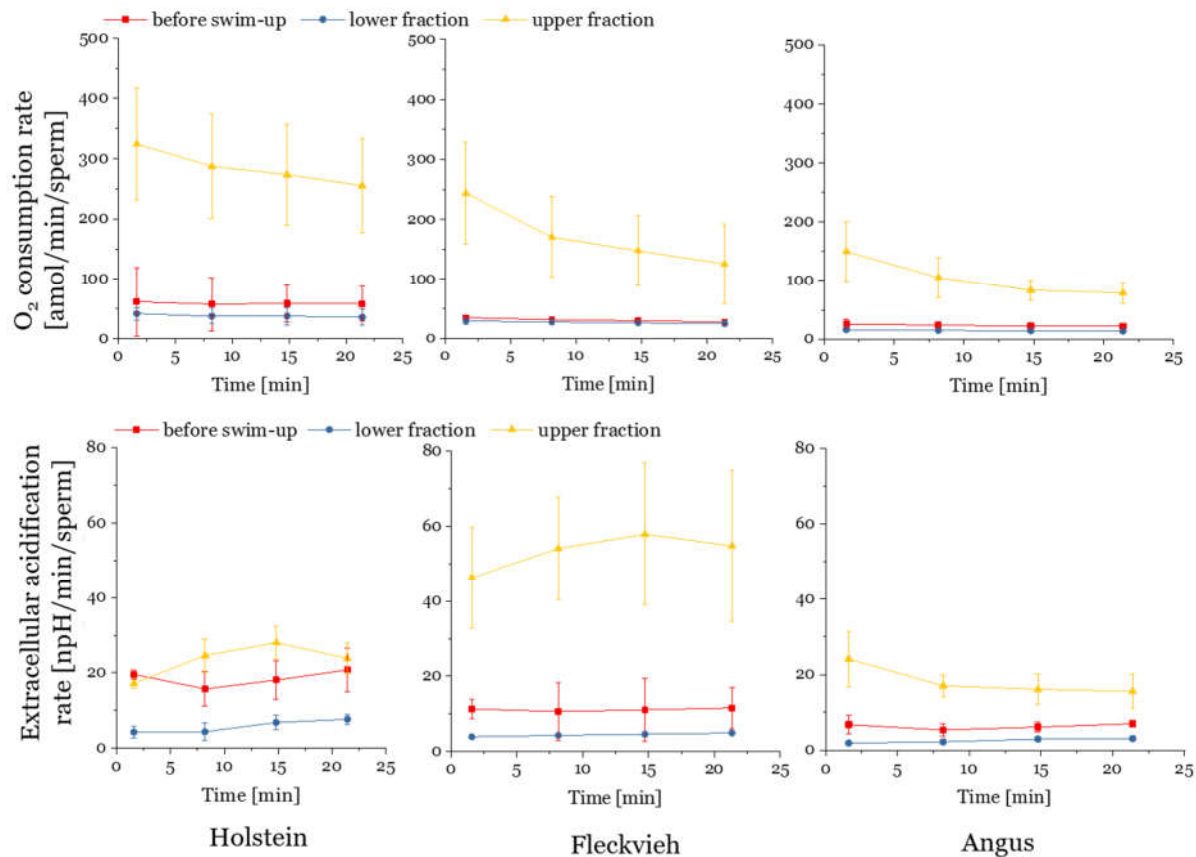 before swim-up lower fraction upper fraction
O₂ consumption rate
[amol/min/sperm]
500
400
300
200
100
0
0 5 10 15 20 25
Time [min]
500
400
300
200
100
0
0 5 10 15 20 25
Time [min]
500
400
300
200
100
0
0 5 10 15 20 25
Time [min]
before swim-up lower fraction upper fraction
Extracellular acidification
rate [npH/min/sperm]
80
60
40
20
0
0 5 10 15 20 25
Time [min]
80
60
40
20
0
0 5 10 15 20 25
Time [min]
80
60
40
20
0
0 5 10 15 20 25
Time [min]
Holstein Fleckvieh Angus